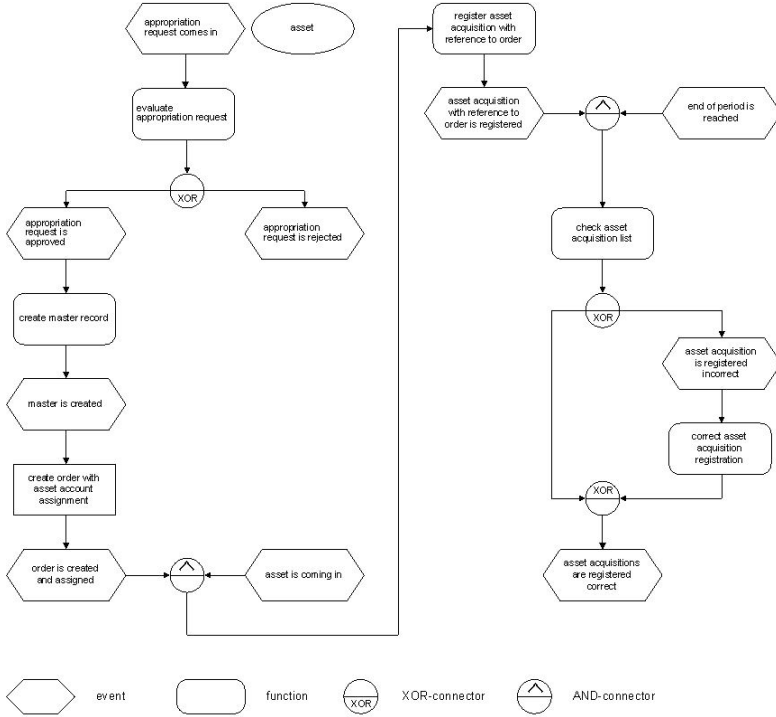 appropriation
request comes in
asset
evaluate
appropriation request
XOR
appropriation
request is
approved
appropriation
request is rejected
create master record
master is created
create order with
asset account
assignment
order is created
and assigned
asset is coming in
register asset
acquisition with
reference to order
asset acquisition
with reference to
order is registered
end of period is
reached
check asset
acquisition list
XOR
asset acquisition
is registered
incorrect
correct asset
acquisition
registration
XOR
asset acquisitions
are registered
correct
event
function
XOR
XOR-connector
AND-connector